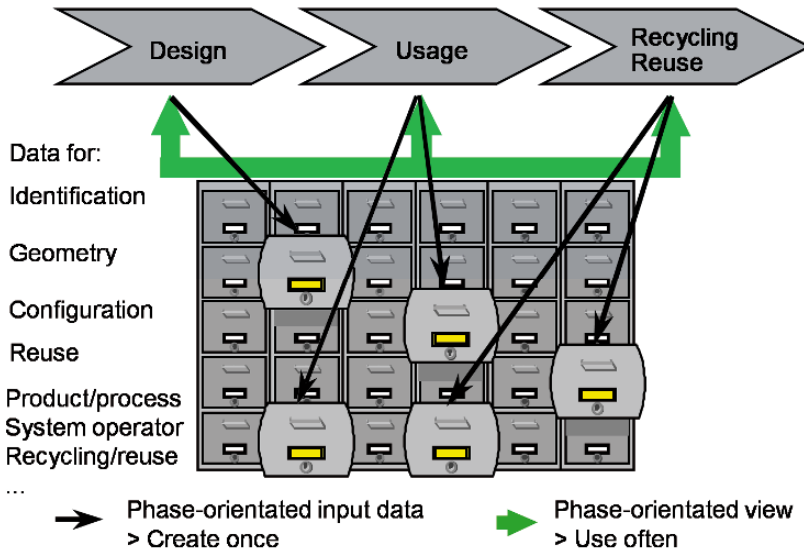 Design
Usage
Recycling
Reuse
Data for:
Identification
Geometry
Configuration
Reuse
Product/process
System operator
Recycling/reuse
...
Phase-orientated input data
> Create once
Phase-orientated view
> Use often